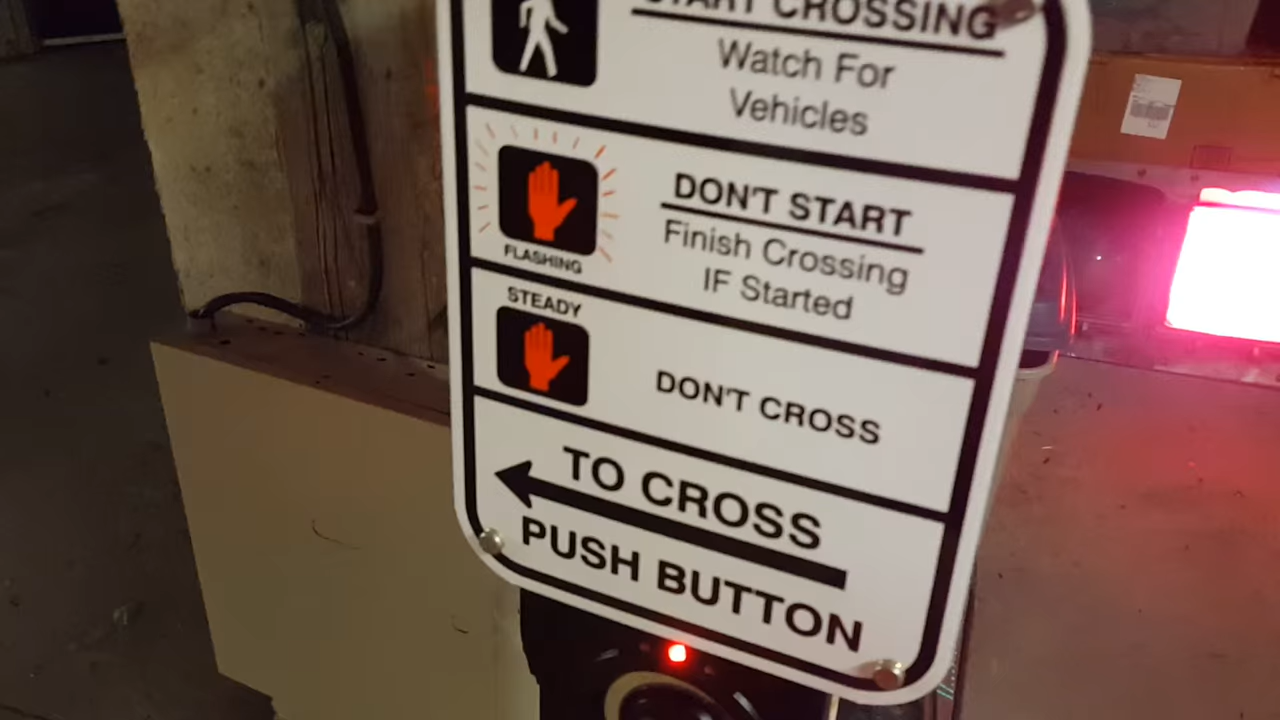 START CROSSING
Watch For
Vehicles
DON'T START
Finish Crossing
IF Started
FLASHING
STEADY
DON'T CROSS
TO CROSS
PUSH BUTTON